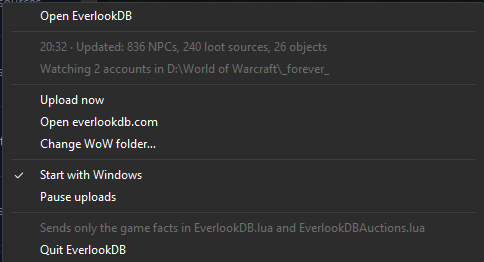 Open EverlookDB
20:32 · Updated: 836 NPCs, 240 loot sources, 26 objects
Watching 2 accounts in D:\World of Warcraft\_forever_
Upload now
Open everlookdb.com
Change WoW folder...
✓ Start with Windows
Pause uploads
Sends only the game facts in EverlookDB.lua and EverlookDBAuctions.lua
Quit EverlookDB